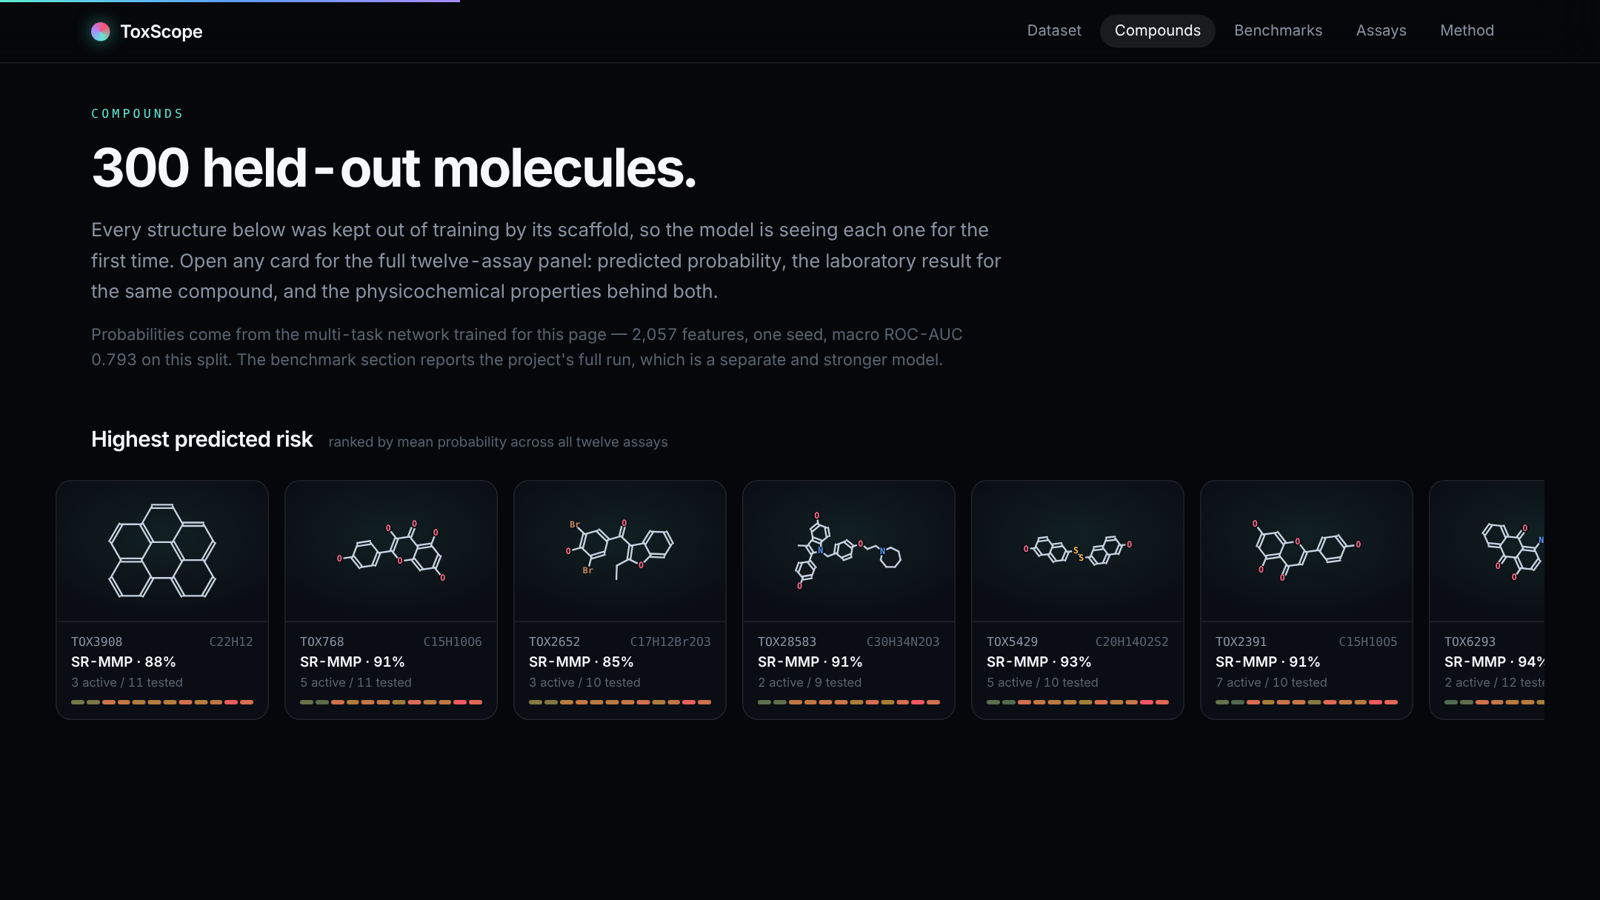 ToxScope
Dataset Compounds Benchmarks Assays Method
COMPOUNDS
300 held-out molecules.
Every structure below was kept out of training by its scaffold, so the model is seeing each one for the
first time. Open any card for the full twelve-assay panel: predicted probability, the laboratory result for
the same compound, and the physicochemical properties behind both.
Probabilities come from the multi-task network trained for this page — 2,057 features, one seed, macro ROC-AUC
0.793 on this split. The benchmark section reports the project's full run, which is a separate and stronger model.
Highest predicted risk ranked by mean probability across all twelve assays
TOX3908 C22H12
SR-MMP · 88%
3 active / 11 tested
O O O O O O
TOX768 C15H10O6
SR-MMP · 91%
5 active / 11 tested
Br O O Br O
TOX2652 C17H12Br2O3
SR-MMP · 85%
3 active / 10 tested
O N O N O
TOX28583 C30H34N2O3
SR-MMP · 91%
2 active / 9 tested
O S S O
TOX5429 C20H14O2S2
SR-MMP · 93%
5 active / 10 tested
O O O O O
TOX2391 C15H10O5
SR-MMP · 91%
7 active / 10 tested
O N O O
TOX6293
SR-MMP · 94%
2 active / 12 teste